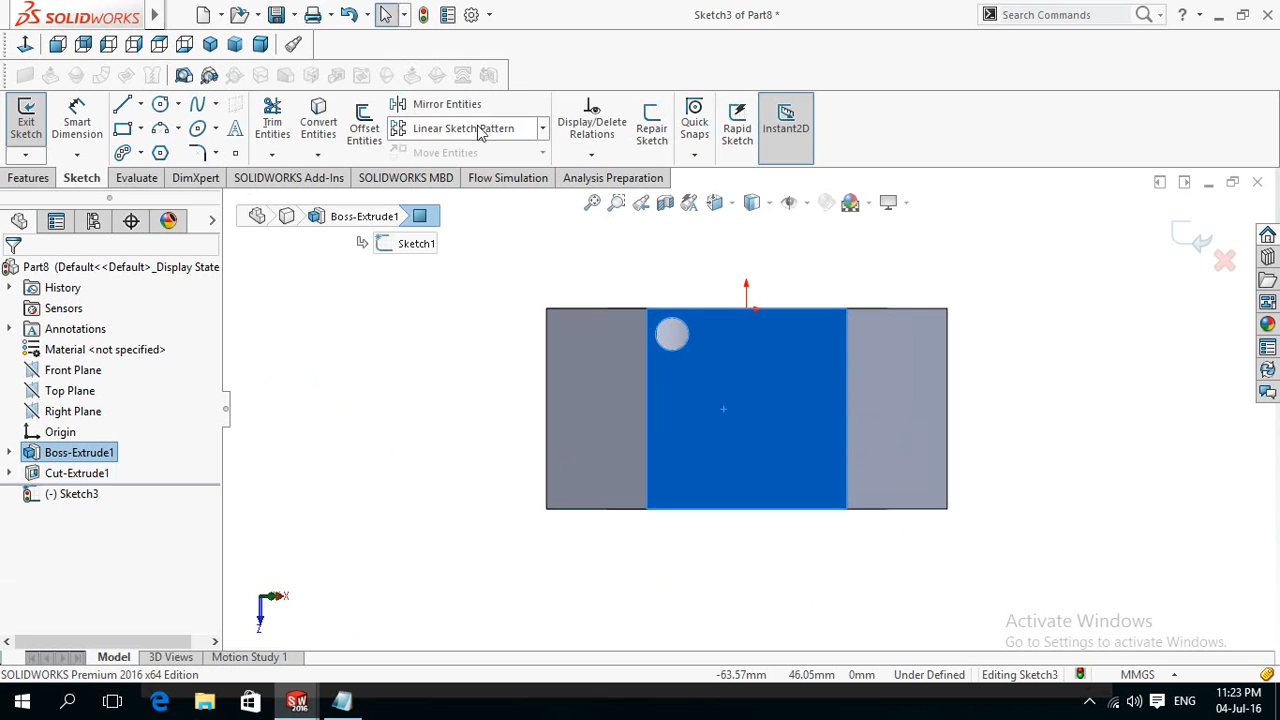 SOLIDWORKS
Sketch3 of Part8 *
Search Commands
Exit Sketch
Smart Dimension
Trim Entities
Convert Entities
Offset Entities
Mirror Entities
Linear Sketch Pattern
Move Entities
Display/Delete Relations
Repair Sketch
Quick Snaps
Rapid Sketch
Instant2D
Features
Sketch
Evaluate
DimXpert
SOLIDWORKS Add-Ins
SOLIDWORKS MBD
Flow Simulation
Analysis Preparation
Boss-Extrude1
Sketch1
Part8 (Default<<Default>_Display State
History
Sensors
Annotations
Material <not specified>
Front Plane
Top Plane
Right Plane
Origin
Boss-Extrude1
Cut-Extrude1
(-) Sketch3
X
Z
Activate Windows
Go to Settings to activate Windows.
Model
3D Views
Motion Study 1
SOLIDWORKS Premium 2016 x64 Edition
-63.57mm
46.05mm
0mm
Under Defined
Editing Sketch3
MMGS
ENG
11:23 PM
04-Jul-16